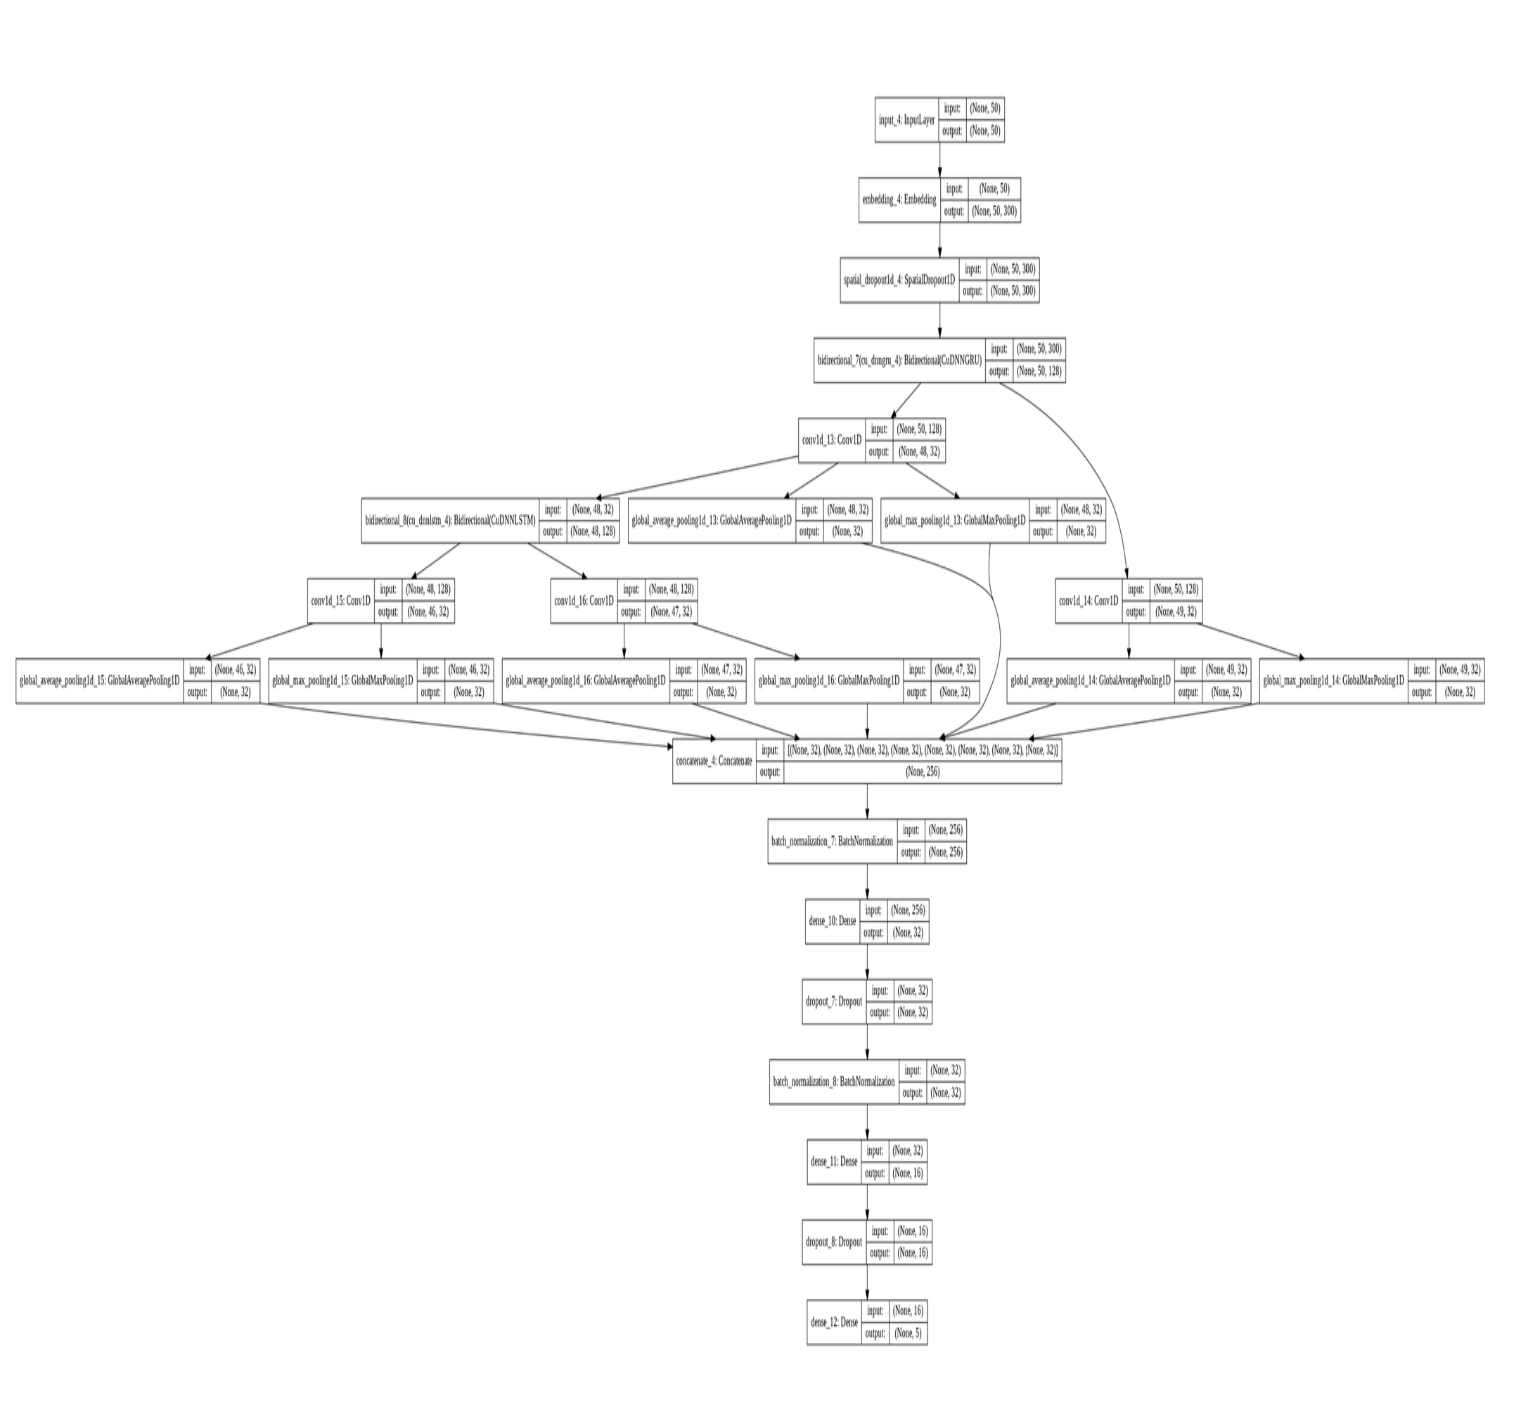 input_4: InputLayer
input: (None, 50)
output: (None, 50)
embedding_4: Embedding
input: (None, 50)
output: (None, 50, 300)
spatial_dropout1d_4: SpatialDropout1D
input: (None, 50, 300)
output: (None, 50, 300)
bidirectional_7(cu_dnngru_4): Bidirectional(CuDNNGRU)
input: (None, 50, 300)
output: (None, 50, 128)
conv1d_13: Conv1D
input: (None, 50, 128)
output: (None, 48, 32)
bidirectional_8(cu_dnnlstm_4): Bidirectional(CuDNNLSTM)
input: (None, 48, 32)
output: (None, 48, 128)
global_average_pooling1d_13: GlobalAveragePooling1D
input: (None, 48, 32)
output: (None, 32)
global_max_pooling1d_13: GlobalMaxPooling1D
input: (None, 48, 32)
output: (None, 32)
conv1d_15: Conv1D
input: (None, 48, 128)
output: (None, 46, 32)
conv1d_16: Conv1D
input: (None, 48, 128)
output: (None, 47, 32)
conv1d_14: Conv1D
input: (None, 50, 128)
output: (None, 49, 32)
global_average_pooling1d_15: GlobalAveragePooling1D
input: (None, 46, 32)
output: (None, 32)
global_max_pooling1d_15: GlobalMaxPooling1D
input: (None, 46, 32)
output: (None, 32)
global_average_pooling1d_16: GlobalAveragePooling1D
input: (None, 47, 32)
output: (None, 32)
global_max_pooling1d_16: GlobalMaxPooling1D
input: (None, 47, 32)
output: (None, 32)
global_average_pooling1d_14: GlobalAveragePooling1D
input: (None, 49, 32)
output: (None, 32)
global_max_pooling1d_14: GlobalMaxPooling1D
input: (None, 49, 32)
output: (None, 32)
concatenate_4: Concatenate
input: [(None, 32), (None, 32), (None, 32), (None, 32), (None, 32), (None, 32), (None, 32), (None, 32)]
output: (None, 256)
batch_normalization_7: BatchNormalization
input: (None, 256)
output: (None, 256)
dense_10: Dense
input: (None, 256)
output: (None, 32)
dropout_7: Dropout
input: (None, 32)
output: (None, 32)
batch_normalization_8: BatchNormalization
input: (None, 32)
output: (None, 32)
dense_11: Dense
input: (None, 32)
output: (None, 16)
dropout_8: Dropout
input: (None, 16)
output: (None, 16)
dense_12: Dense
input: (None, 16)
output: (None, 5)